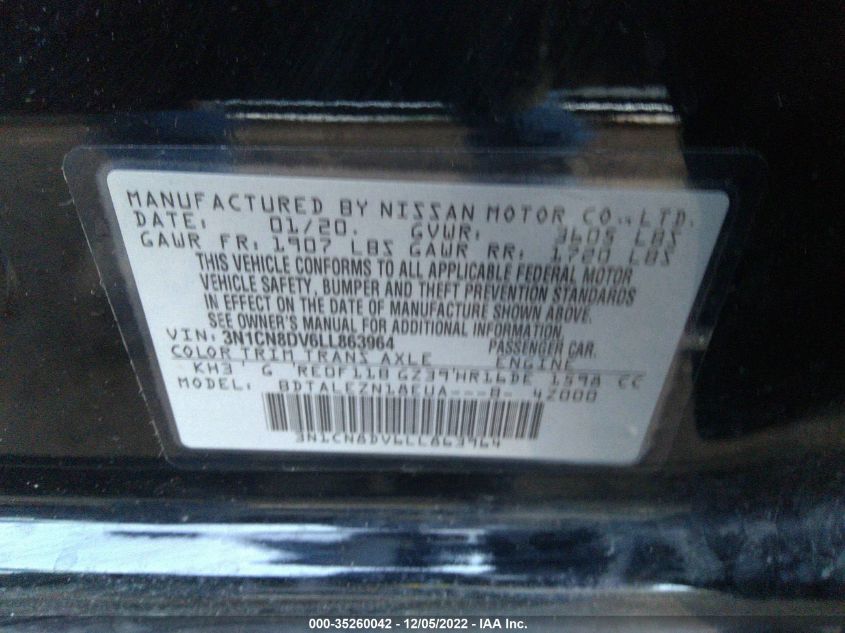 MANUFACTURED BY NISSAN MOTOR CO., LTD.
DATE: 01/20. GVWR: 3605 LBS
GAWR FR: 1907 LBS GAWR RR: 1720 LBS
THIS VEHICLE CONFORMS TO ALL APPLICABLE FEDERAL MOTOR
VEHICLE SAFETY, BUMPER AND THEFT PREVENTION STANDARDS
IN EFFECT ON THE DATE OF MANUFACTURE SHOWN ABOVE.
SEE OWNER'S MANUAL FOR ADDITIONAL INFORMATION.
VIN: 3N1CN8DV6LL863964 PASSENGER CAR.
COLOR TRIM TRANS AXLE ENGINE
KH3 G RE0F11B GZ39 HR16DE 1598 CC
MODEL: BDTALEZN18EUA---B- 4Z000
3N1CN8DV6LL863964
000-35260042 - 12/05/2022 - IAA Inc.